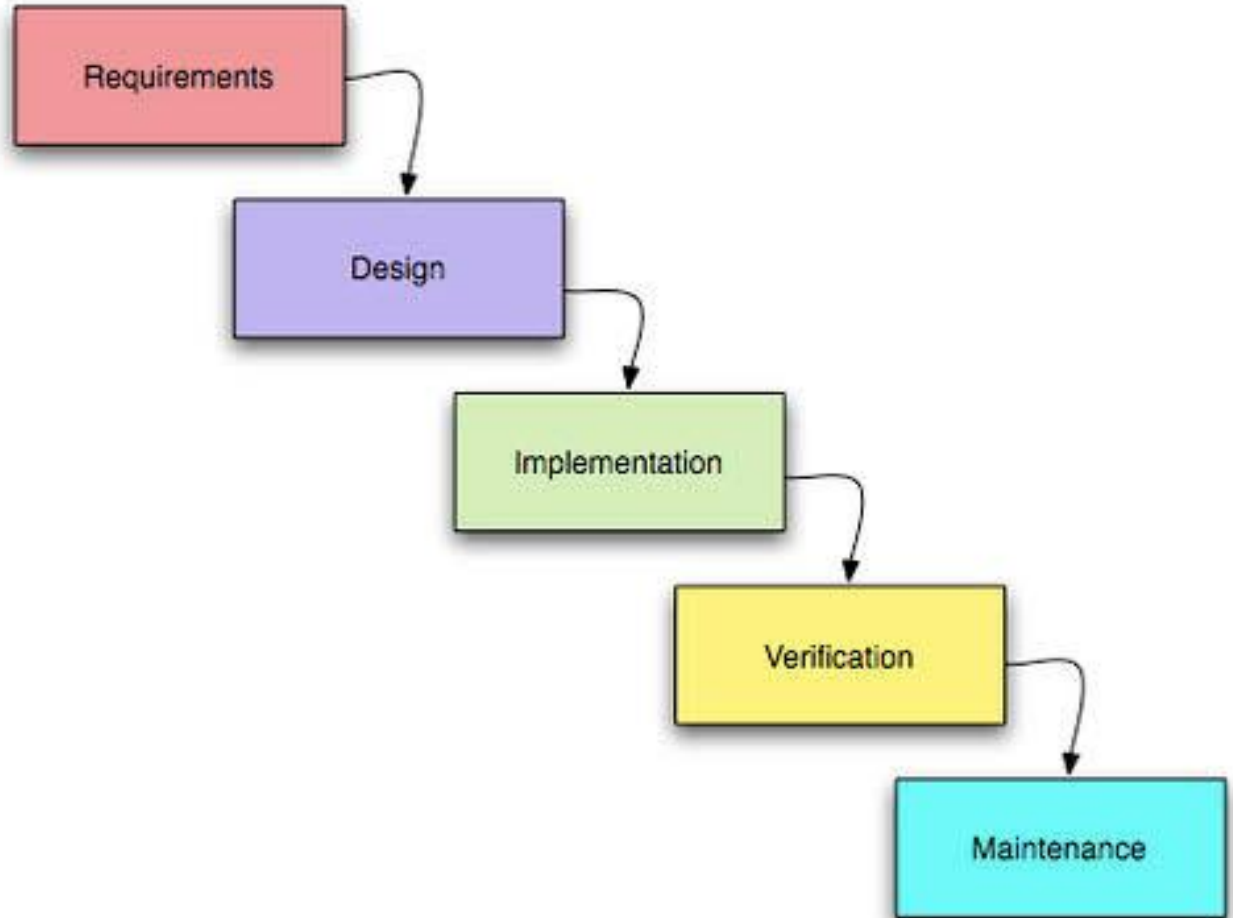 Requirements
Design
Implementation
Verification
Maintenance